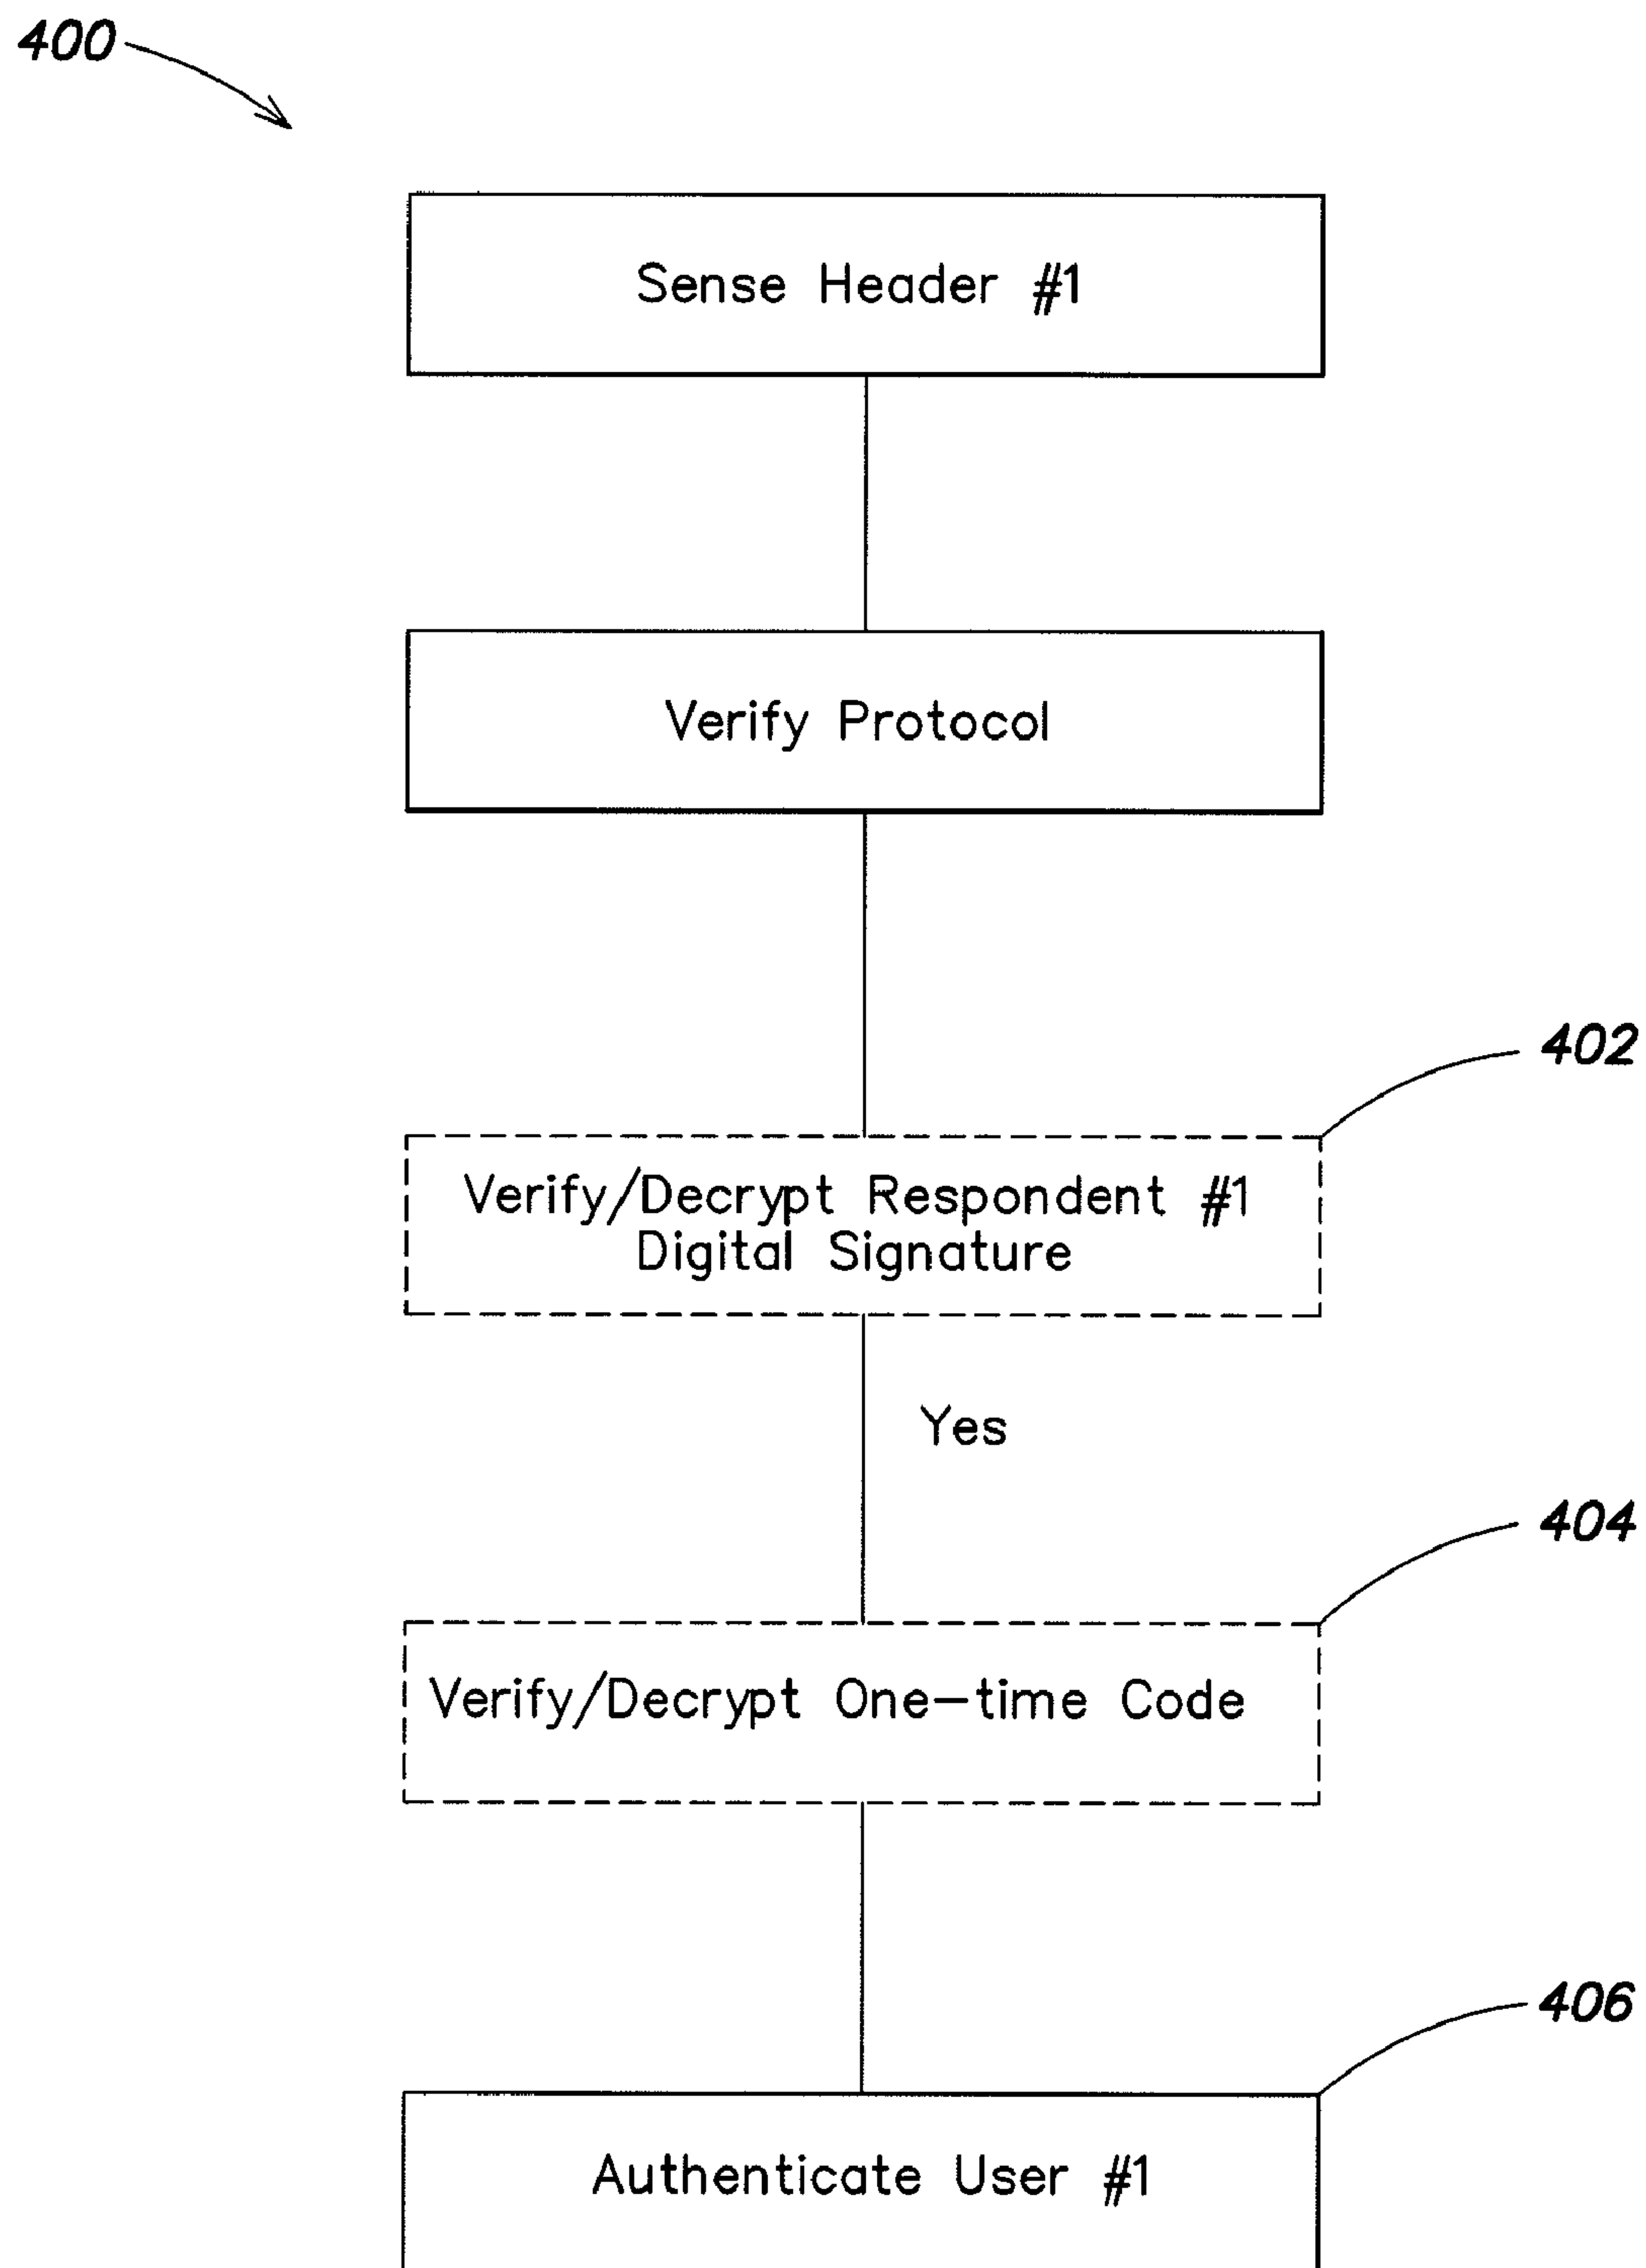 400
Sense Header #1
Verify Protocol
402
Verify/Decrypt Respondent #1
Digital Signature
Yes
404
Verify/Decrypt One-time Code
406
Authenticate User #1